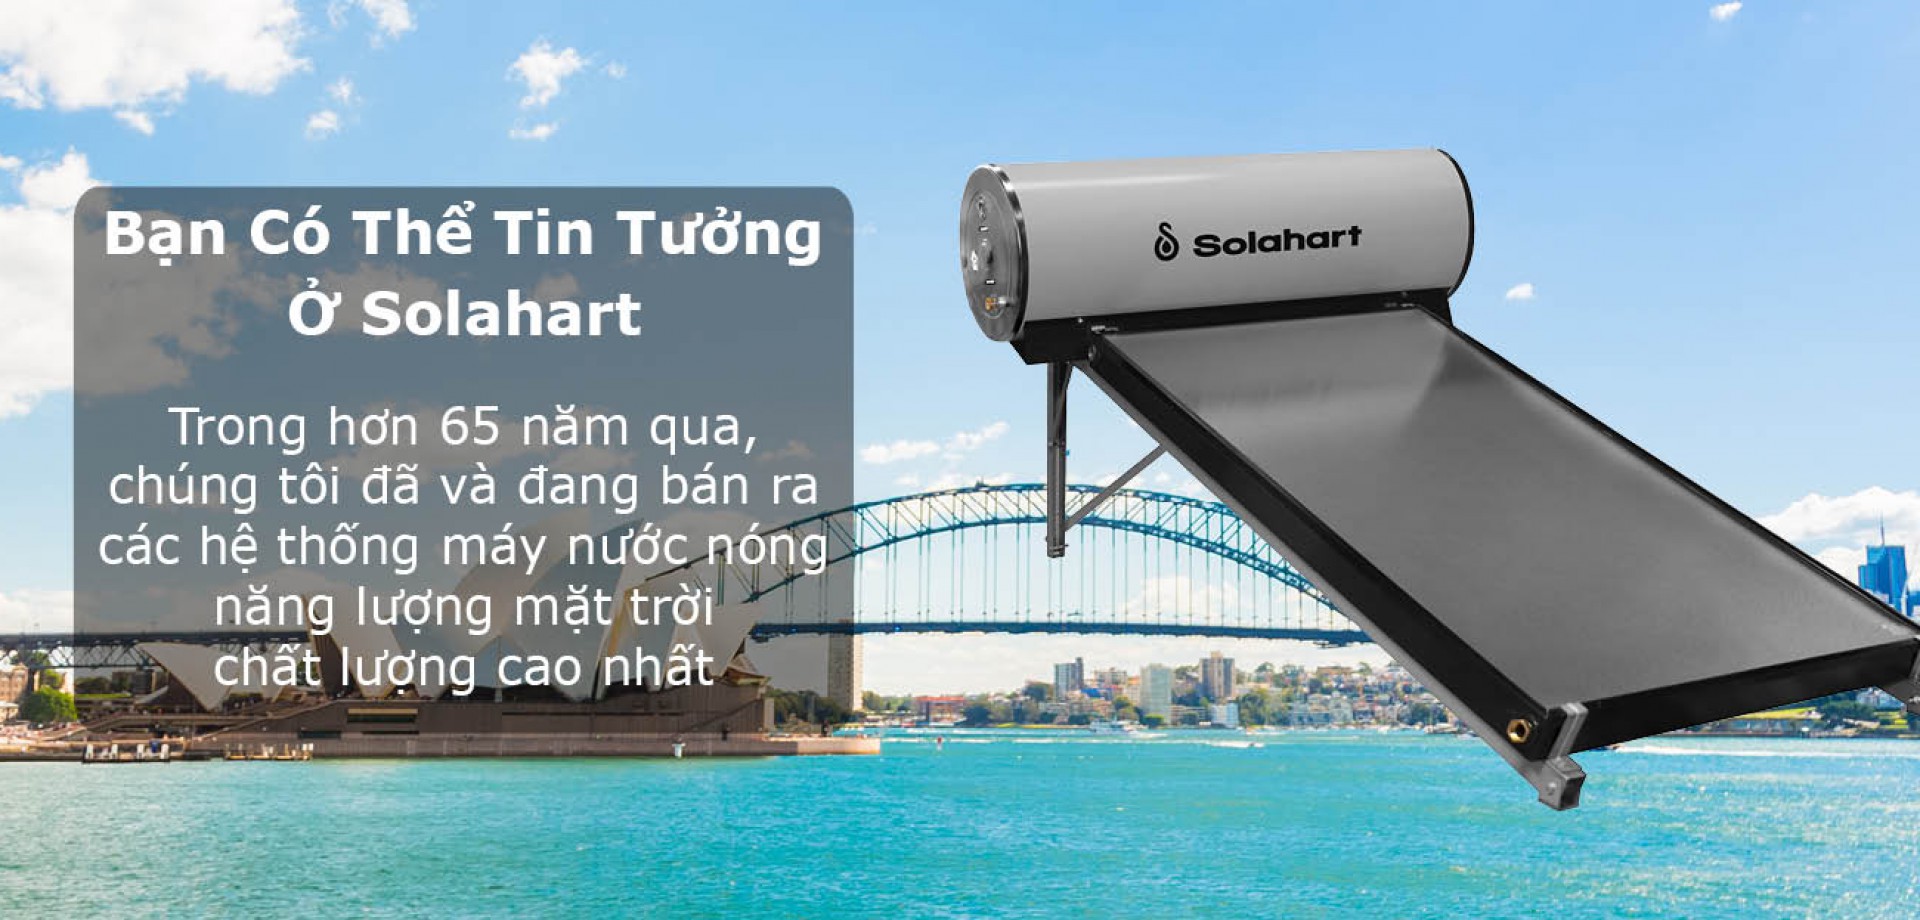 Bạn Có Thể Tin Tưởng
Ở Solahart
Trong hơn 65 năm qua,
chúng tôi đã và đang bán ra
các hệ thống máy nước nóng
năng lượng mặt trời
chất lượng cao nhất
Solahart